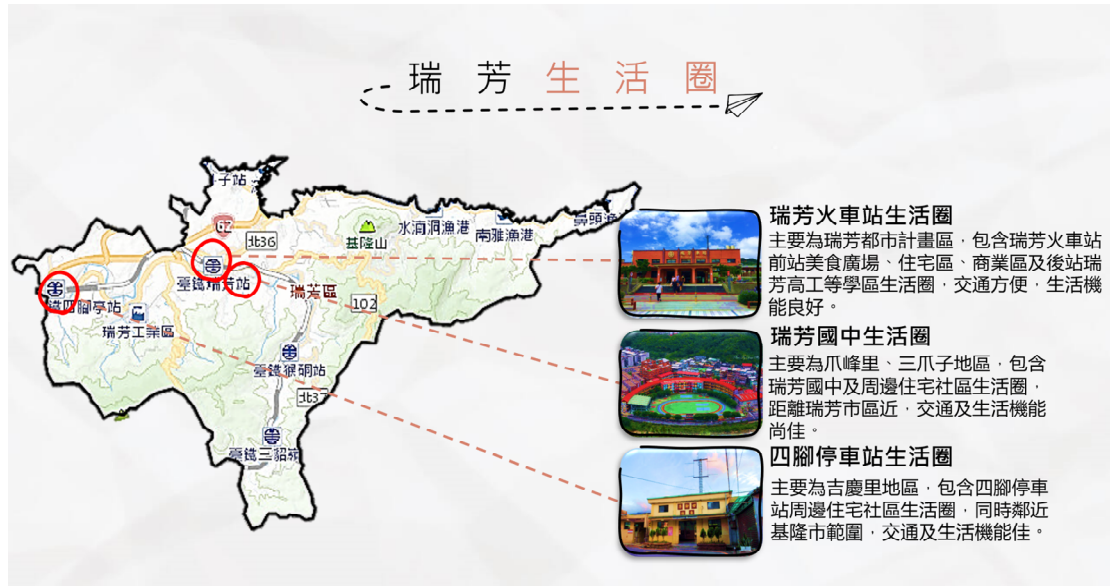 瑞芳生活圈
子站
62
北36
水湳洞漁港
鼻頭漁
基隆山
南雅漁港
臺鐵瑞芳站
瑞芳區
102
鐵四腳亭站
瑞芳工業區
臺鐵猴硐站
北37
臺鐵三貂嶺
瑞芳火車站生活圈
主要為瑞芳都市計畫區，包含瑞芳火車站
前站美食廣場、住宅區、商業區及後站瑞
芳高工等學區生活圈，交通方便，生活機
能良好。
瑞芳國中生活圈
主要為爪峰里、三爪子地區，包含
瑞芳國中及周邊住宅社區生活圈，
距離瑞芳市區近，交通及生活機能
尚佳。
四腳停車站生活圈
主要為吉慶里地區，包含四腳停車
站周邊住宅社區生活圈，同時鄰近
基隆市範圍，交通及生活機能佳。